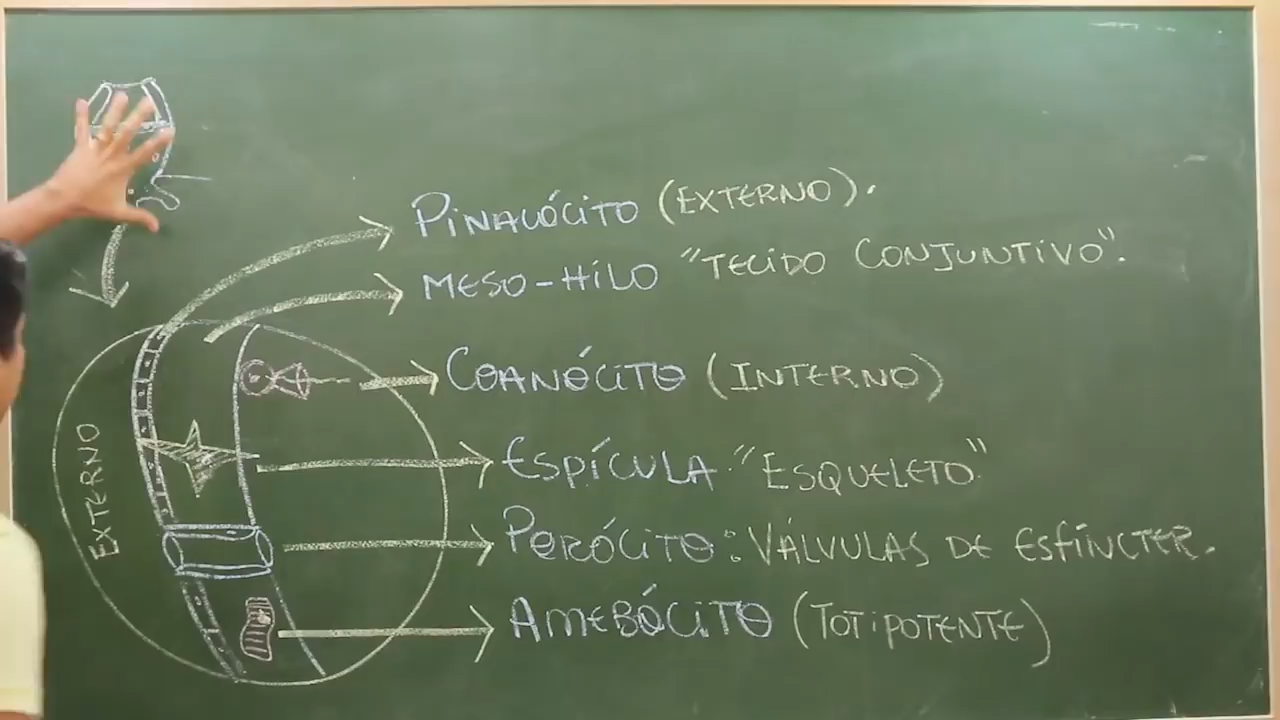 PINACÓCITO (EXTERNO).
MESO-HILO "TECIDO CONJUNTIVO".
COANÓCITO (INTERNO)
ESPÍCULA "ESQUELETO"
PORÓCITO: VÁLVULAS DE ESFÍNCTER.
AMEBÓCITO (TOTIPOTENTE)
EXTERNO